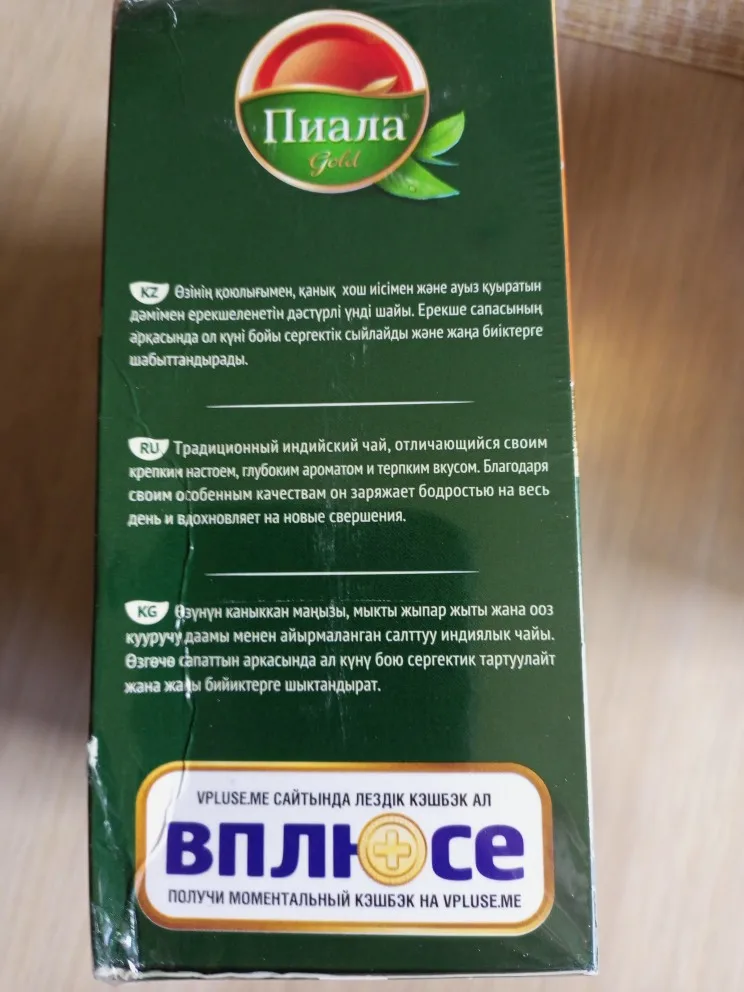 Пиала
Gold
KZ Өзінің қоюлығымен, қанық хош иісімен және ауыз қуыратын
дәмімен ерекшеленетін дәстүрлі үнді шайы. Ерекше сапасының
арқасында ол күні бойы сергектік сыйлайды және жаңа биіктерге
шабыттандырады.
RU Традиционный индийский чай, отличающийся своим
крепким настоем, глубоким ароматом и терпким вкусом. Благодаря
своим особенным качествам он заряжает бодростью на весь
день и вдохновляет на новые свершения.
KG Өзүнүн каныккан маңызы, мыкты жыпар жыты жана ооз
кууручу даамы менен айырмаланган салттуу индиялык чайы.
Өзгөчө сапаттын аркасында ал күнү бою сергектик тартуулайт
жана жаңы бийиктерге шыктандырат.
VPLUSE.ME САЙТЫНДА ЛЕЗДІК КЭШБЭК АЛ
ВПЛЮСЕ
ПОЛУЧИ МОМЕНТАЛЬНЫЙ КЭШБЭК НА VPLUSE.ME